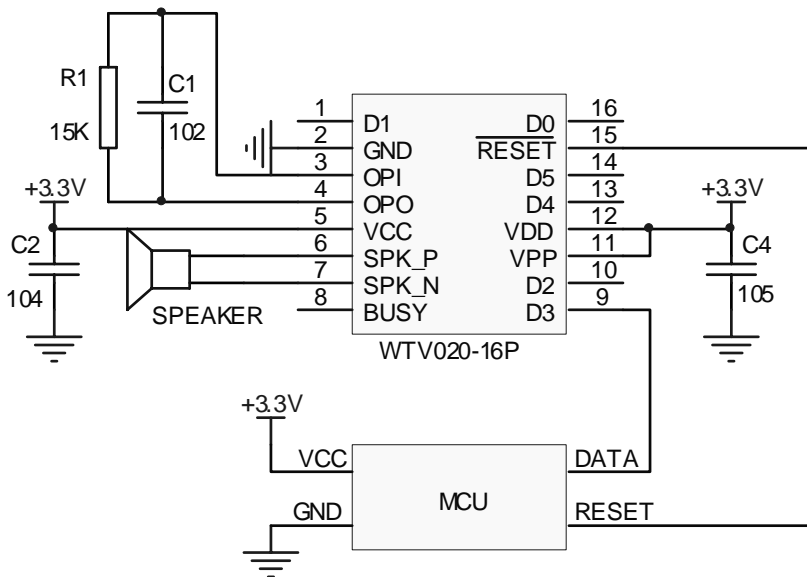 R1
15K
C1
102
+3.3V
C2
104
SPEAKER
1
2
3
4
5
6
7
8
D1
GND
OPI
OPO
VCC
SPK_P
SPK_N
BUSY
D0
RESET
D5
D4
VDD
VPP
D2
D3
16
15
14
13
12
11
10
9
WTV020-16P
+3.3V
C4
105
+3.3V
VCC
GND
MCU
DATA
RESET